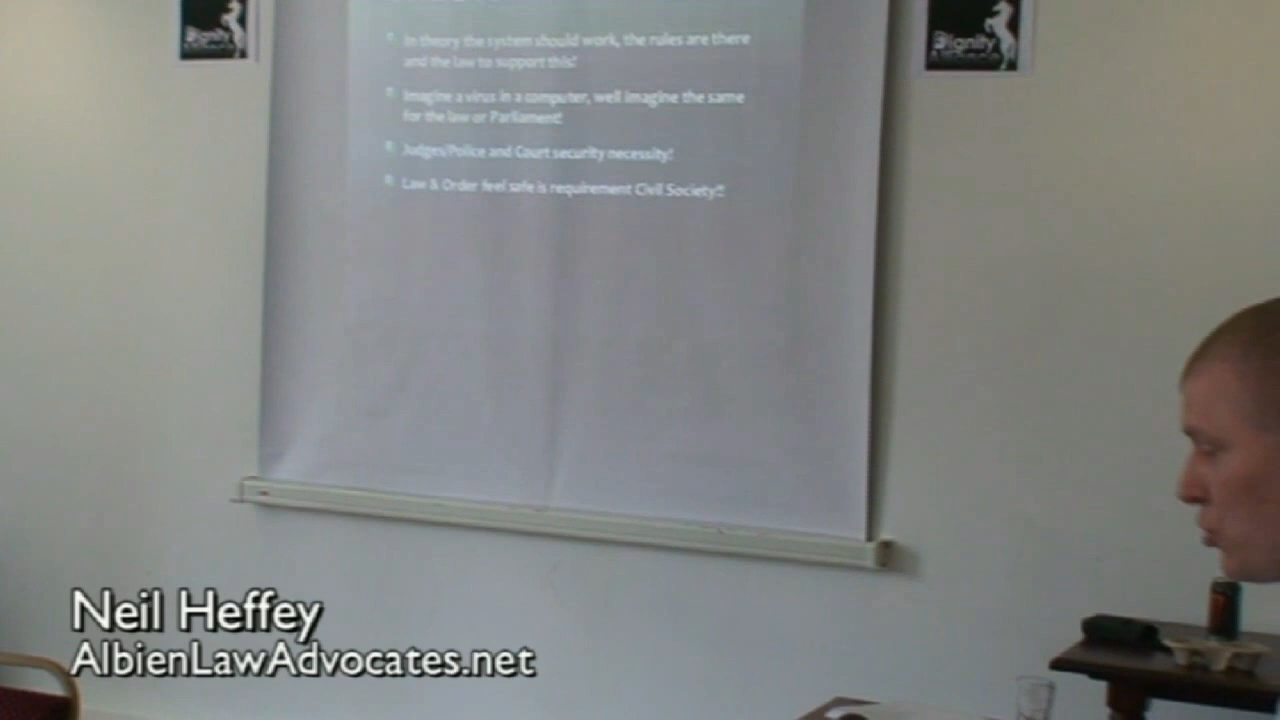 Dignity
Dignity
In theory the system should work, the rules are there
and the law to support this!
Imagine a virus in a computer, well imagine the same
for the law or Parliament!
Judges/Police and Court security necessity!
Law & Order feel safe is requirement Civil Society!!
Neil Heffey
AlbienLawAdvocates.net